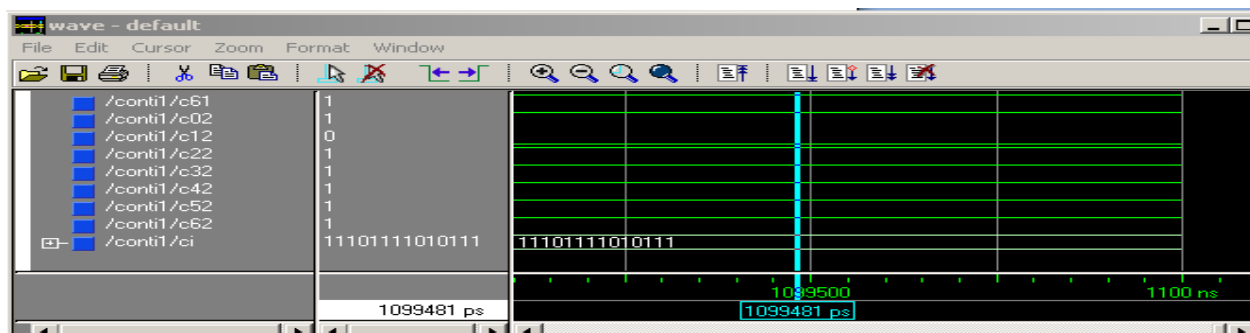 wave - default
File Edit Cursor Zoom Format Window
/conti1/c61 1
/conti1/c02 1
/conti1/c12 0
/conti1/c22 1
/conti1/c32 1
/conti1/c42 1
/conti1/c52 1
/conti1/c62 1
/conti1/ci 11101111010111 11101111010111
1099500 1100 ns
1099481 ps 1099481 ps